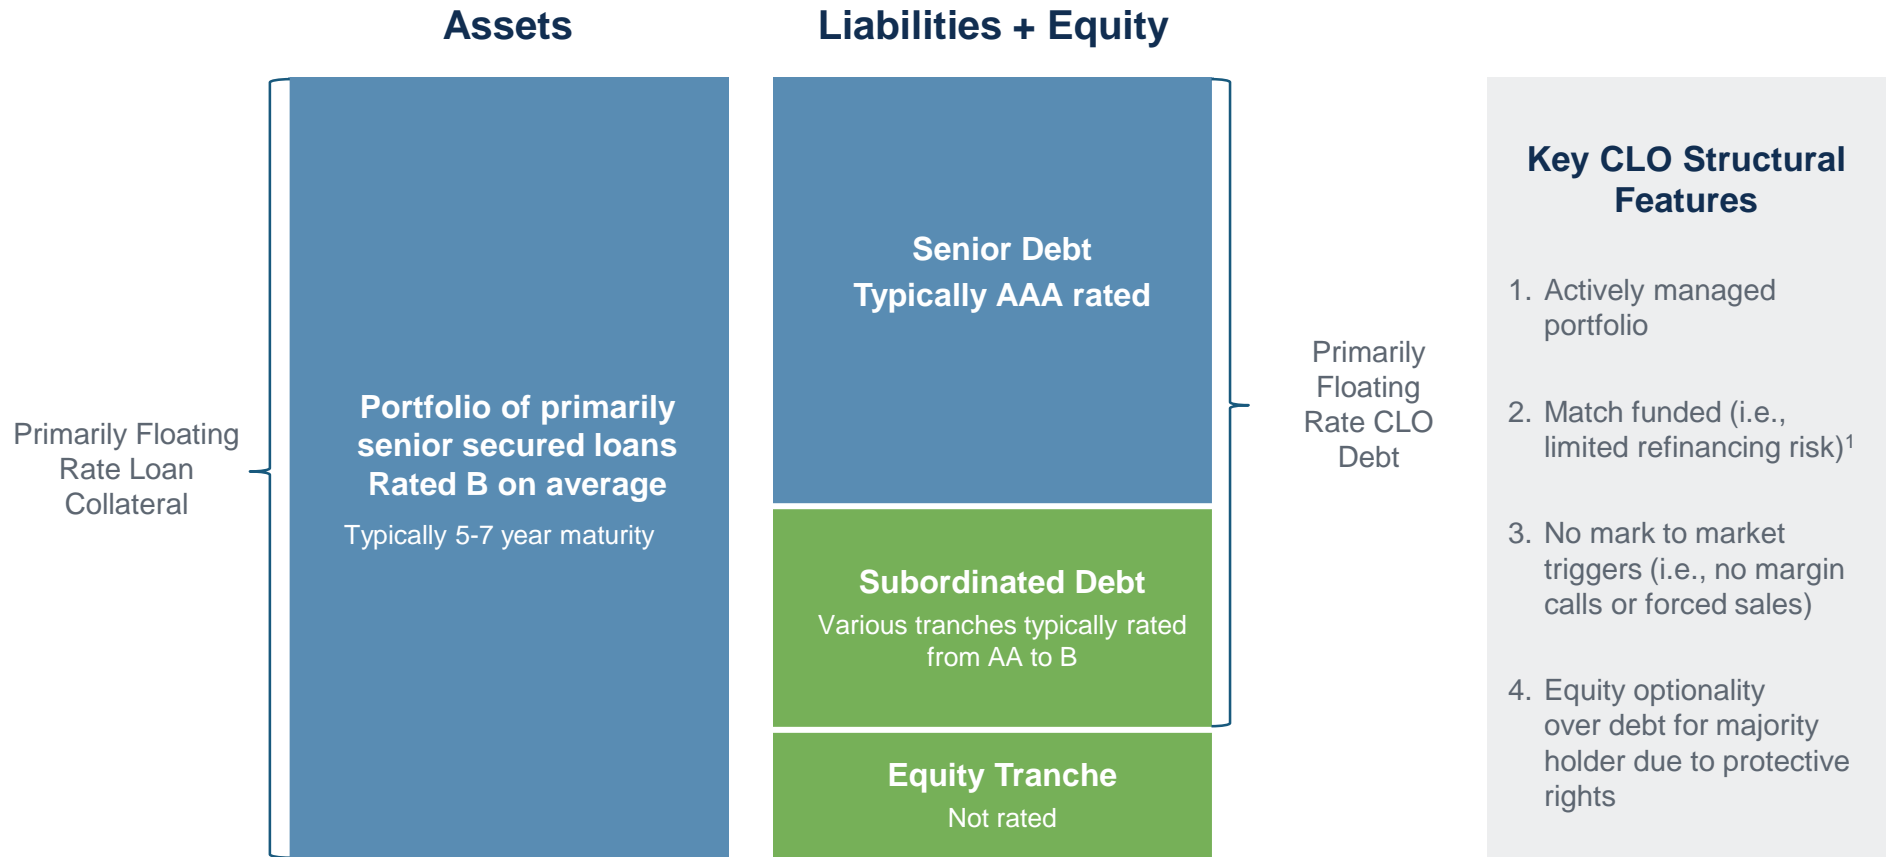 Assets
Liabilities + Equity
Primarily Floating
Rate Loan
Collateral
Portfolio of primarily
senior secured loans
Rated B on average
Typically 5-7 year maturity
Senior Debt
Typically AAA rated
Subordinated Debt
Various tranches typically rated
from AA to B
Equity Tranche
Not rated
Primarily
Floating
Rate CLO
Debt
Key CLO Structural
Features
1. Actively managed
portfolio
2. Match funded (i.e.,
limited refinancing risk)¹
3. No mark to market
triggers (i.e., no margin
calls or forced sales)
4. Equity optionality
over debt for majority
holder due to protective
rights